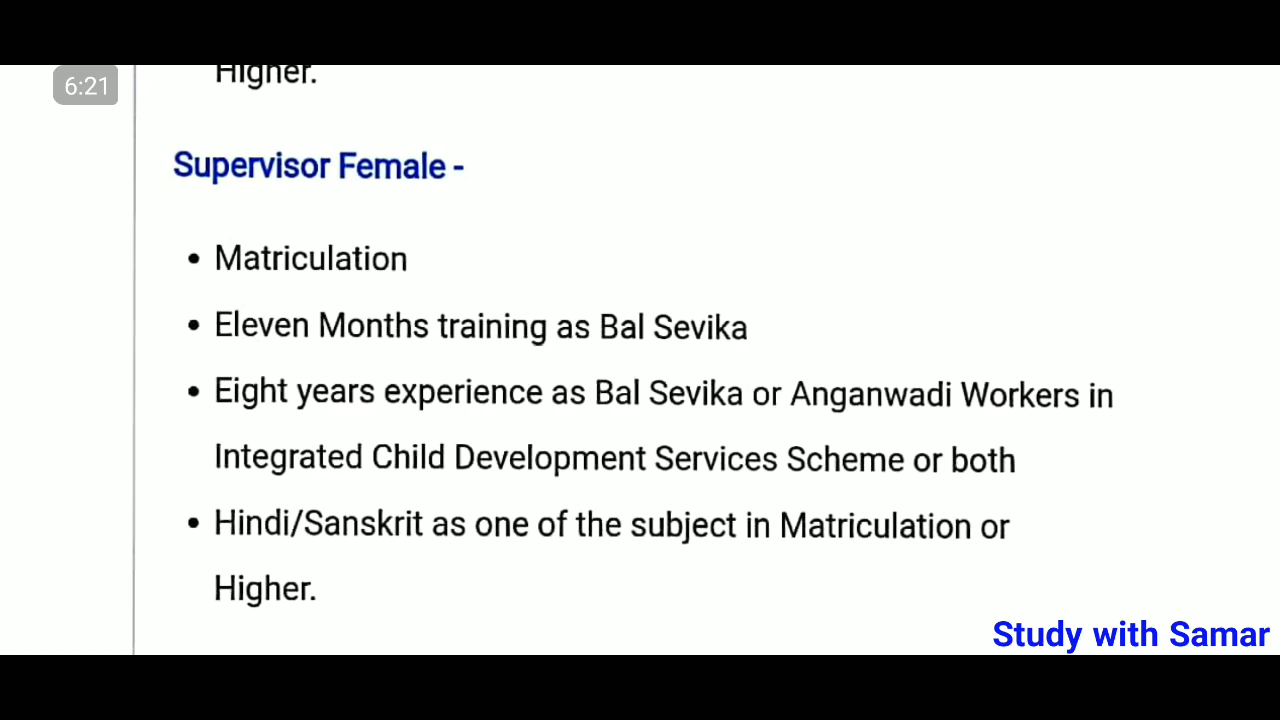 Higher.
6:21
Supervisor Female -
• Matriculation
• Eleven Months training as Bal Sevika
• Eight years experience as Bal Sevika or Anganwadi Workers in
Integrated Child Development Services Scheme or both
• Hindi/Sanskrit as one of the subject in Matriculation or
Higher.
Study with Samar